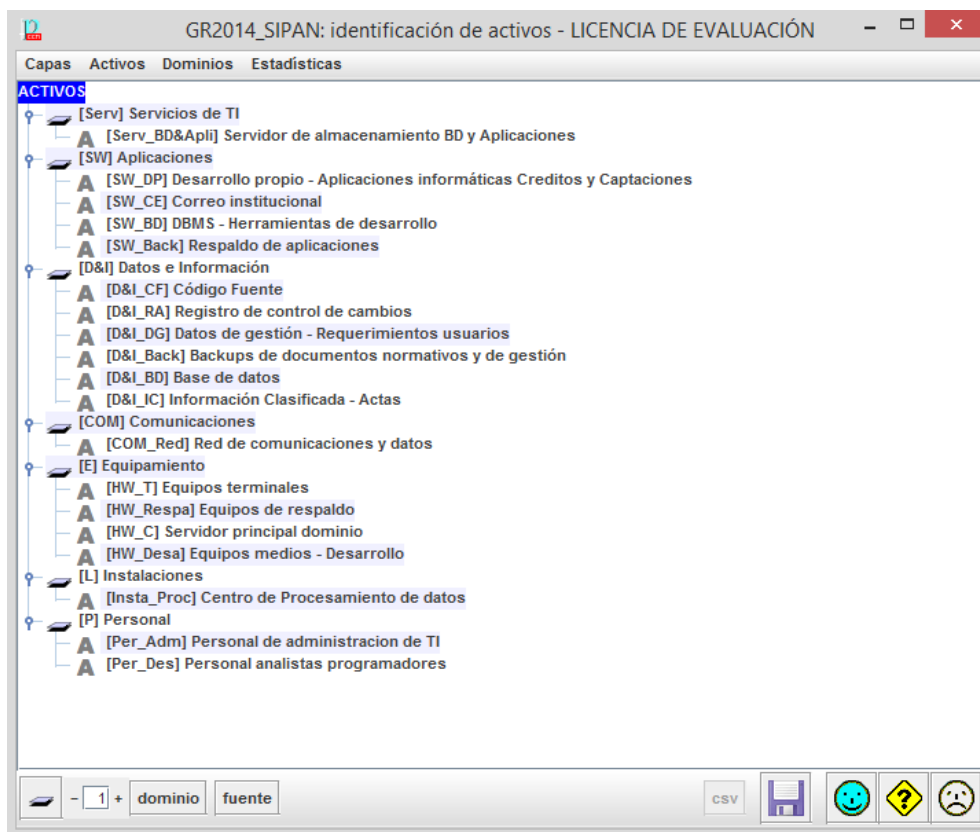 GR2014_SIPAN: identificación de activos - LICENCIA DE EVALUACIÓN
Capas Activos Dominios Estadísticas
ACTIVOS
[Serv] Servicios de TI
A [Serv_BD&Apli] Servidor de almacenamiento BD y Aplicaciones
[SW] Aplicaciones
A [SW_DP] Desarrollo propio - Aplicaciones informáticas Creditos y Captaciones
A [SW_CE] Correo institucional
A [SW_BD] DBMS - Herramientas de desarrollo
A [SW_Back] Respaldo de aplicaciones
[D&I] Datos e Información
A [D&I_CF] Código Fuente
A [D&I_RA] Registro de control de cambios
A [D&I_DG] Datos de gestión - Requerimientos usuarios
A [D&I_Back] Backups de documentos normativos y de gestión
A [D&I_BD] Base de datos
A [D&I_IC] Información Clasificada - Actas
[COM] Comunicaciones
A [COM_Red] Red de comunicaciones y datos
[E] Equipamiento
A [HW_T] Equipos terminales
A [HW_Respa] Equipos de respaldo
A [HW_C] Servidor principal dominio
A [HW_Desa] Equipos medios - Desarrollo
[L] Instalaciones
A [Insta_Proc] Centro de Procesamiento de datos
[P] Personal
A [Per_Adm] Personal de administracion de TI
A [Per_Des] Personal analistas programadores
- 1 + dominio fuente csv ?